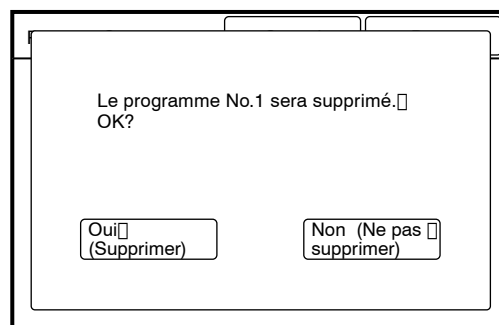 Le programme No.1 sera supprimé.
OK?
Oui
(Supprimer)
Non (Ne pas
supprimer)